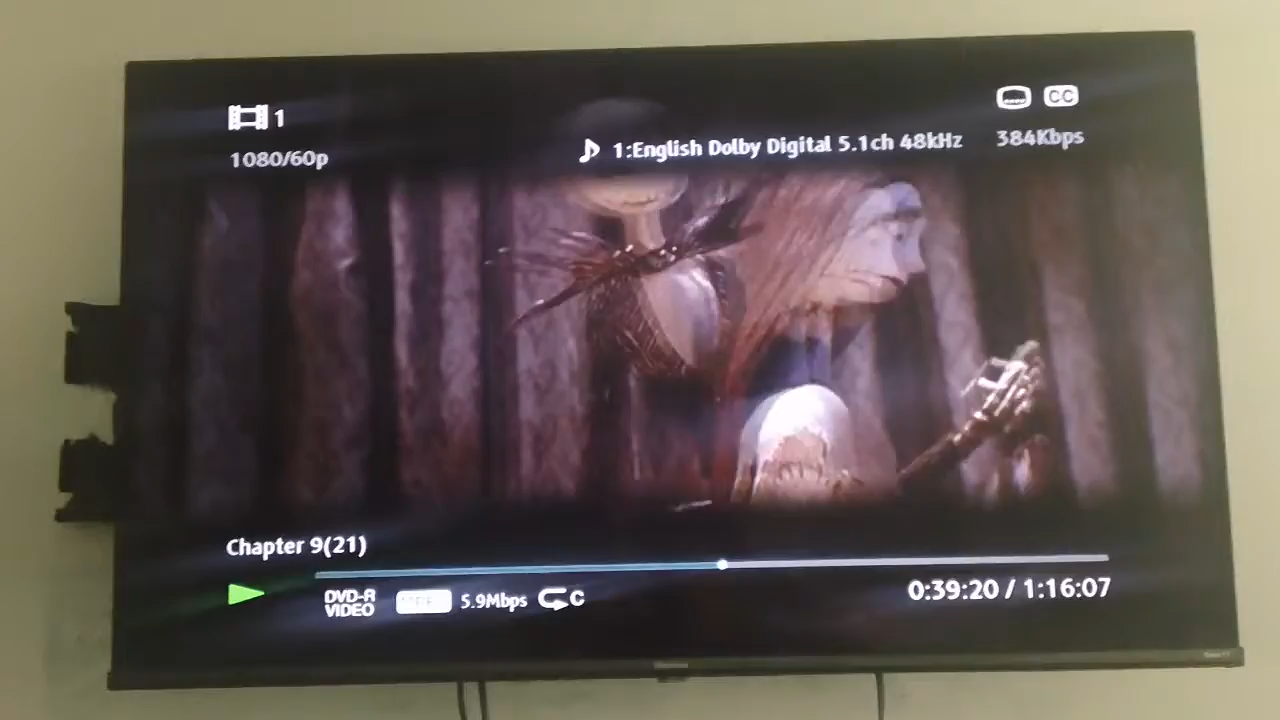 1
1080/60p
1:English Dolby Digital 5.1ch 48kHz
CC
384Kbps
Chapter 9(21)
DVD-R
VIDEO
5.9Mbps
C
0:39:20 / 1:16:07